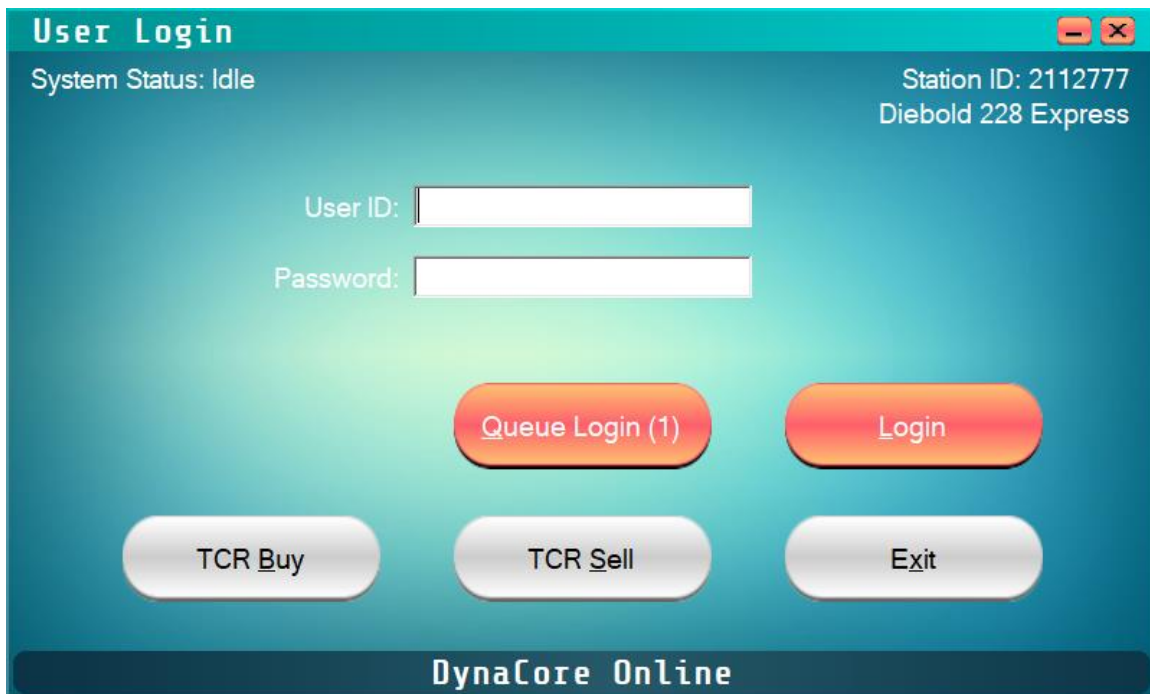 User Login
System Status: Idle
Station ID: 2112777
Diebold 228 Express
User ID:
Password:
Queue Login (1)
Login
TCR Buy
TCR Sell
Exit
DynaCore Online